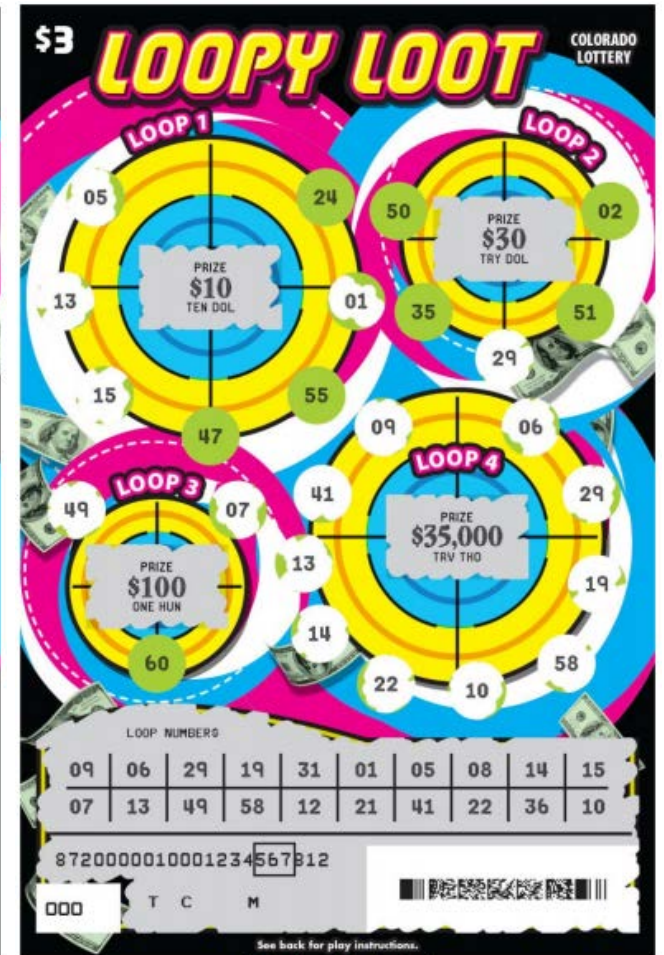 $3
LOOPY LOOT
COLORADO
LOTTERY
LOOP 1
05
24
13
01
15
55
47
PRIZE
$10
TEN DOL
LOOP 2
50
02
35
51
29
PRIZE
$30
TRY DOL
LOOP 3
49
07
60
PRIZE
$100
ONE HUN
LOOP 4
09
06
41
29
13
19
14
58
22
10
PRIZE
$35,000
TRV THO
LOOP NUMBERS
09 06 29 19 31 01 05 08 14 15
07 13 49 58 12 21 41 22 36 10
8720000010001234567812
000
T C M
See back for play instructions.